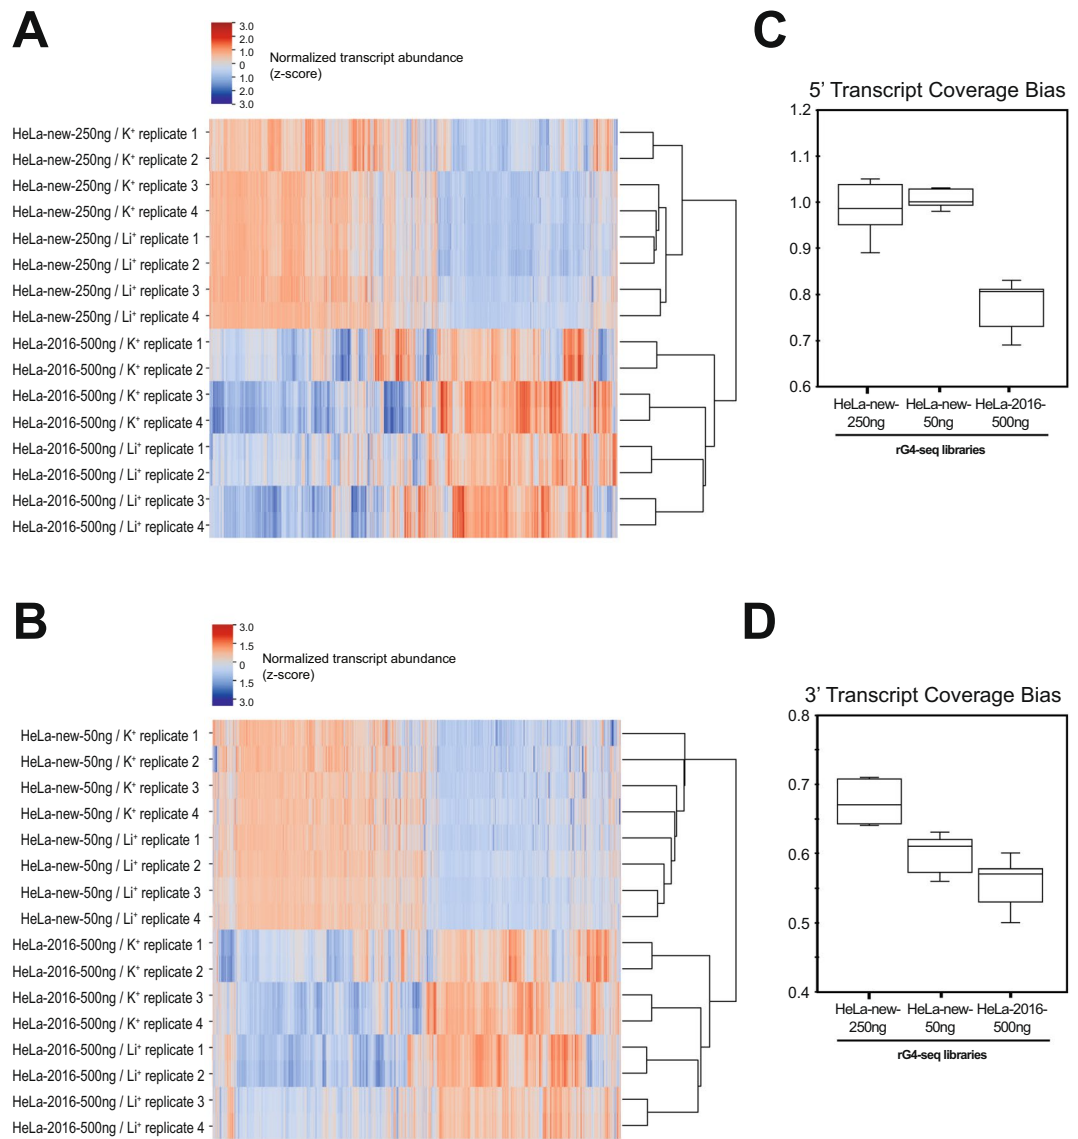 A
3.0
2.0
1.0
0
1.0
2.0
3.0
Normalized transcript abundance
(z-score)
HeLa-new-250ng / K⁺ replicate 1
HeLa-new-250ng / K⁺ replicate 2
HeLa-new-250ng / K⁺ replicate 3
HeLa-new-250ng / K⁺ replicate 4
HeLa-new-250ng / Li⁺ replicate 1
HeLa-new-250ng / Li⁺ replicate 2
HeLa-new-250ng / Li⁺ replicate 3
HeLa-new-250ng / Li⁺ replicate 4
HeLa-2016-500ng / K⁺ replicate 1
HeLa-2016-500ng / K⁺ replicate 2
HeLa-2016-500ng / K⁺ replicate 3
HeLa-2016-500ng / K⁺ replicate 4
HeLa-2016-500ng / Li⁺ replicate 1
HeLa-2016-500ng / Li⁺ replicate 2
HeLa-2016-500ng / Li⁺ replicate 3
HeLa-2016-500ng / Li⁺ replicate 4
B
3.0
1.5
0
1.5
3.0
Normalized transcript abundance
(z-score)
HeLa-new-50ng / K⁺ replicate 1
HeLa-new-50ng / K⁺ replicate 2
HeLa-new-50ng / K⁺ replicate 3
HeLa-new-50ng / K⁺ replicate 4
HeLa-new-50ng / Li⁺ replicate 1
HeLa-new-50ng / Li⁺ replicate 2
HeLa-new-50ng / Li⁺ replicate 3
HeLa-new-50ng / Li⁺ replicate 4
HeLa-2016-500ng / K⁺ replicate 1
HeLa-2016-500ng / K⁺ replicate 2
HeLa-2016-500ng / K⁺ replicate 3
HeLa-2016-500ng / K⁺ replicate 4
HeLa-2016-500ng / Li⁺ replicate 1
HeLa-2016-500ng / Li⁺ replicate 2
HeLa-2016-500ng / Li⁺ replicate 3
HeLa-2016-500ng / Li⁺ replicate 4
C
5’ Transcript Coverage Bias
1.2
1.1
1.0
0.9
0.8
0.7
0.6
HeLa-new- HeLa-new- HeLa-2016-
250ng 50ng 500ng
rG4-seq libraries
D
3’ Transcript Coverage Bias
0.8
0.7
0.6
0.5
0.4
HeLa-new- HeLa-new- HeLa-2016-
250ng 50ng 500ng
rG4-seq libraries